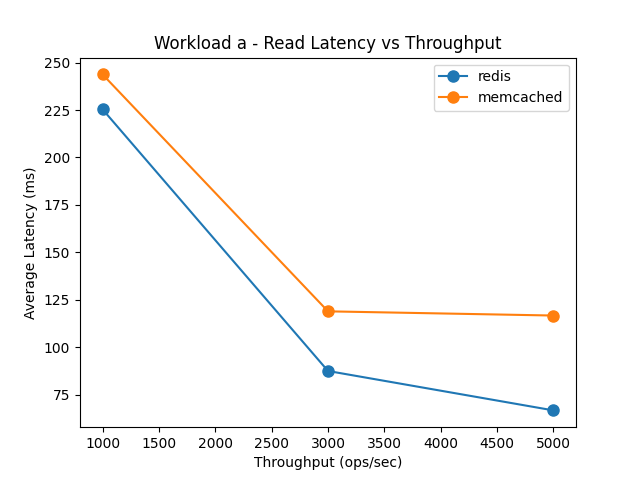 Workload a - Read Latency vs Throughput
redis
memcached
Average Latency (ms)
250
225
200
175
150
125
100
75
1000 1500 2000 2500 3000 3500 4000 4500 5000
Throughput (ops/sec)